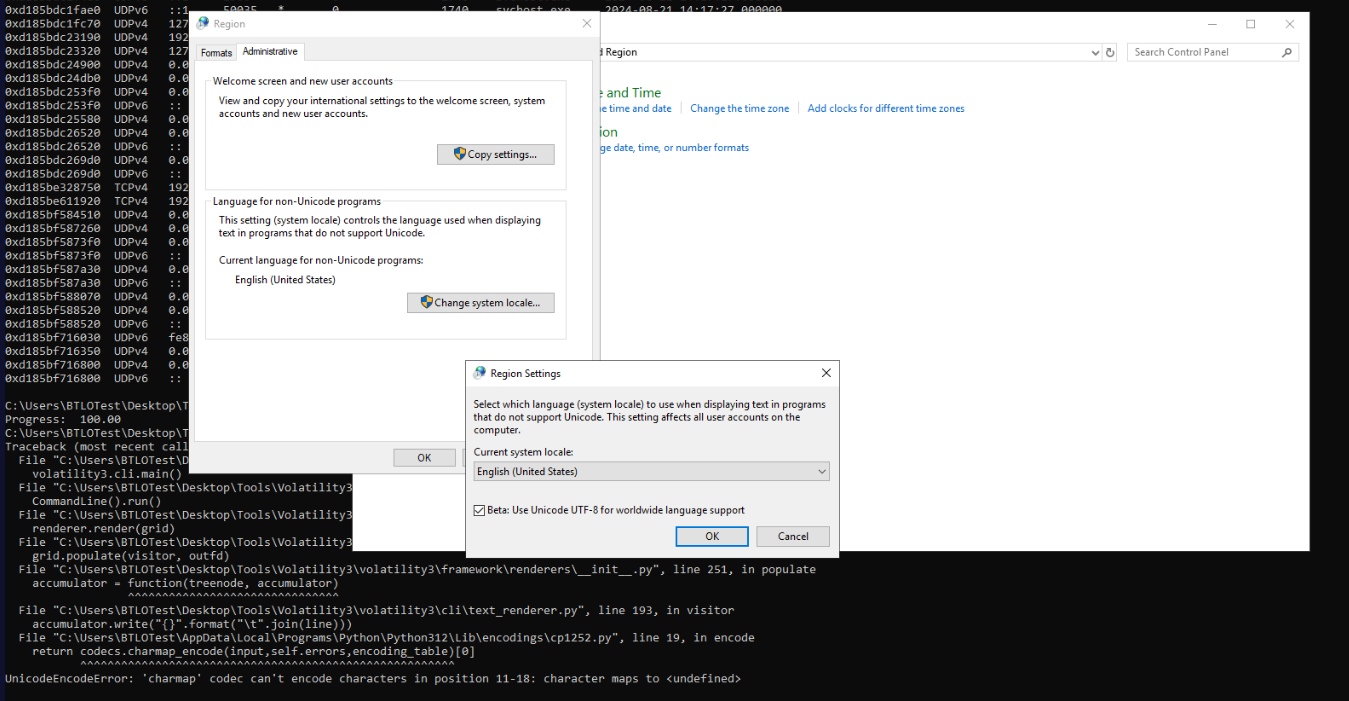 0xd185bdc1fae0 UDPv6 ::1 50035 * 0 1740 svchost.exe 2024-08-21 14:17:27.000000
0xd185bdc1fc70 UDPv4 127
0xd185bdc23190 UDPv4 192
0xd185bdc23320 UDPv4 127
0xd185bdc24900 UDPv4 0.0
0xd185bdc24db0 UDPv4 0.0
0xd185bdc253f0 UDPv4 0.0
0xd185bdc253f0 UDPv6 ::
0xd185bdc25580 UDPv4 0.0
0xd185bdc26520 UDPv4 0.0
0xd185bdc26520 UDPv6 ::
0xd185bdc269d0 UDPv4 0.0
0xd185bdc269d0 UDPv6 ::
0xd185be328750 TCPv4 192
0xd185be611920 TCPv4 192
0xd185bf584510 UDPv4 0.0
0xd185bf587260 UDPv4 0.0
0xd185bf5873f0 UDPv4 0.0
0xd185bf5873f0 UDPv6 ::
0xd185bf587a30 UDPv4 0.0
0xd185bf587a30 UDPv6 ::
0xd185bf588070 UDPv4 0.0
0xd185bf588520 UDPv4 0.0
0xd185bf588520 UDPv6 ::
0xd185bf716030 UDPv6 fe8
0xd185bf716350 UDPv4 0.0
0xd185bf716800 UDPv4 0.0
0xd185bf716800 UDPv6 ::
C:\Users\BTLOTest\Desktop\T
Progress: 100.00
C:\Users\BTLOTest\Desktop\T
Traceback (most recent call
File "C:\Users\BTLOTest\D
volatility3.cli.main()
File "C:\Users\BTLOTest\Desktop\Tools\Volatility3
CommandLine().run()
File "C:\Users\BTLOTest\Desktop\Tools\Volatility3
renderer.render(grid)
File "C:\Users\BTLOTest\Desktop\Tools\Volatility3
grid.populate(visitor, outfd)
File "C:\Users\BTLOTest\Desktop\Tools\Volatility3\volatility3\framework\renderers\__init__.py", line 251, in populate
accumulator = function(treenode, accumulator)
^^^^^^^^^^^^^^^^^^^^^^^^^^^^^^^
File "C:\Users\BTLOTest\Desktop\Tools\Volatility3\volatility3\cli\text_renderer.py", line 193, in visitor
accumulator.write("{}".format("\t".join(line)))
File "C:\Users\BTLOTest\AppData\Local\Programs\Python\Python312\Lib\encodings\cp1252.py", line 19, in encode
return codecs.charmap_encode(input,self.errors,encoding_table)[0]
^^^^^^^^^^^^^^^^^^^^^^^^^^^^^^^^^^^^^^^^^^^^^^^^^^^^^^^^
UnicodeEncodeError: 'charmap' codec can't encode characters in position 11-18: character maps to <undefined>
Region
Formats Administrative
Welcome screen and new user accounts
View and copy your international settings to the welcome screen, system
accounts and new user accounts.
Copy settings...
Language for non-Unicode programs
This setting (system locale) controls the language used when displaying
text in programs that do not support Unicode.
Current language for non-Unicode programs:
English (United States)
Change system locale...
OK
d Region
Search Control Panel
e and Time
he time and date Change the time zone Add clocks for different time zones
ion
ge date, time, or number formats
Region Settings
Select which language (system locale) to use when displaying text in programs
that do not support Unicode. This setting affects all user accounts on the
computer.
Current system locale:
English (United States)
Beta: Use Unicode UTF-8 for worldwide language support
OK Cancel